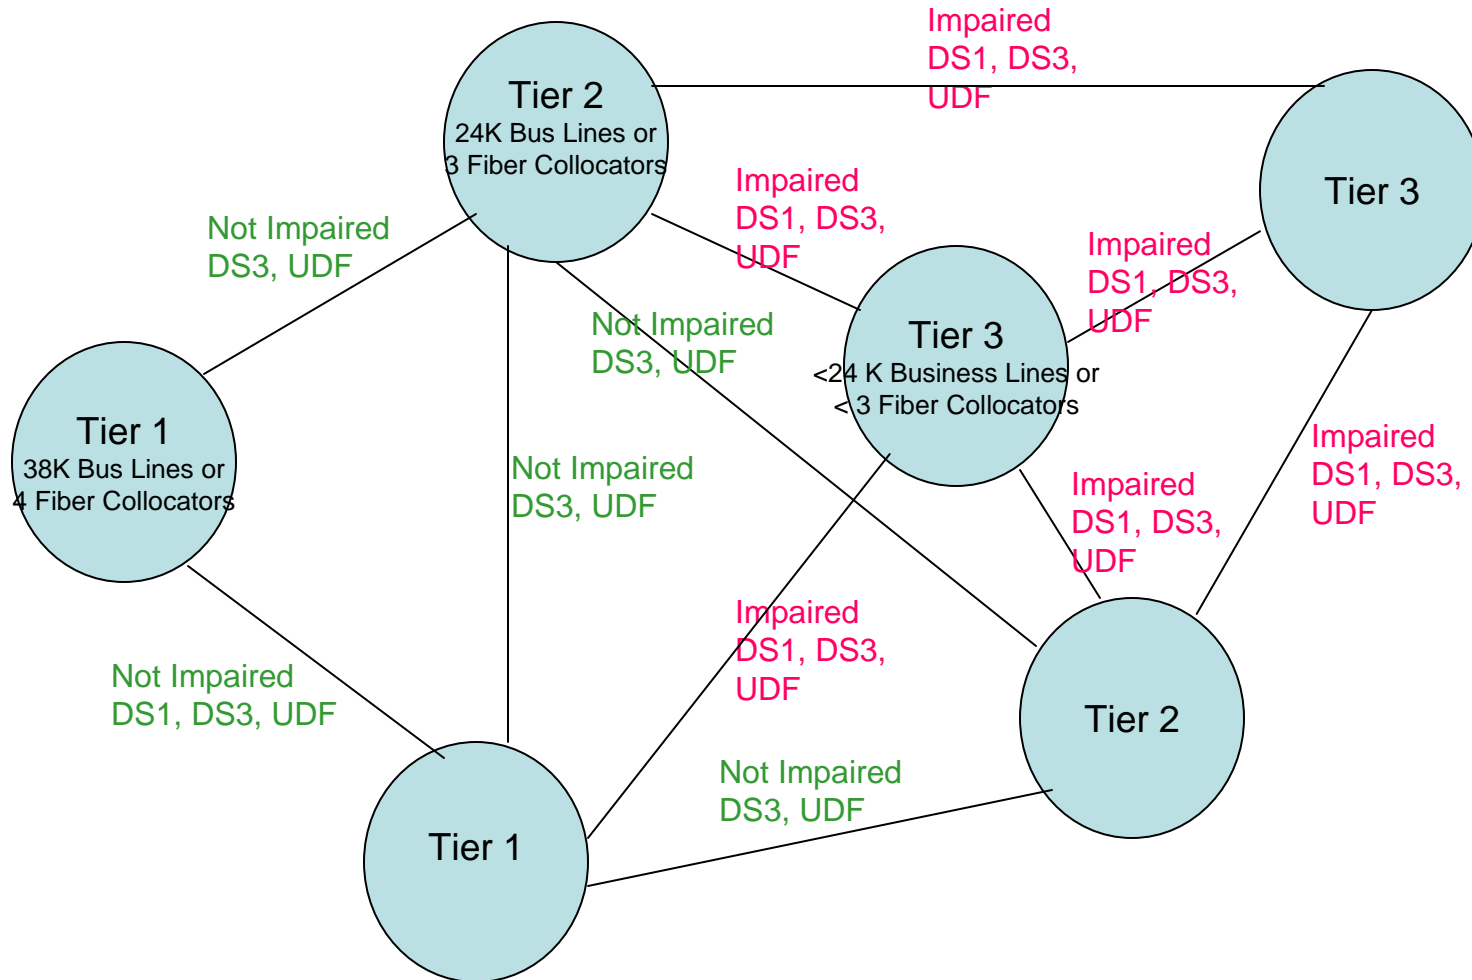 Impaired
DS1, DS3,
UDF
Tier 2
24K Bus Lines or
3 Fiber Collocators
Tier 3
Impaired
DS1, DS3,
UDF
Not Impaired
DS3, UDF
Impaired
DS1, DS3,
UDF
Not Impaired
DS3, UDF
Tier 3
<24 K Business Lines or
< 3 Fiber Collocators
Tier 1
38K Bus Lines or
4 Fiber Collocators
Not Impaired
DS3, UDF
Impaired
DS1, DS3,
UDF
Impaired
DS1, DS3,
UDF
Impaired
DS1, DS3,
UDF
Not Impaired
DS1, DS3, UDF
Tier 2
Not Impaired
DS3, UDF
Tier 1